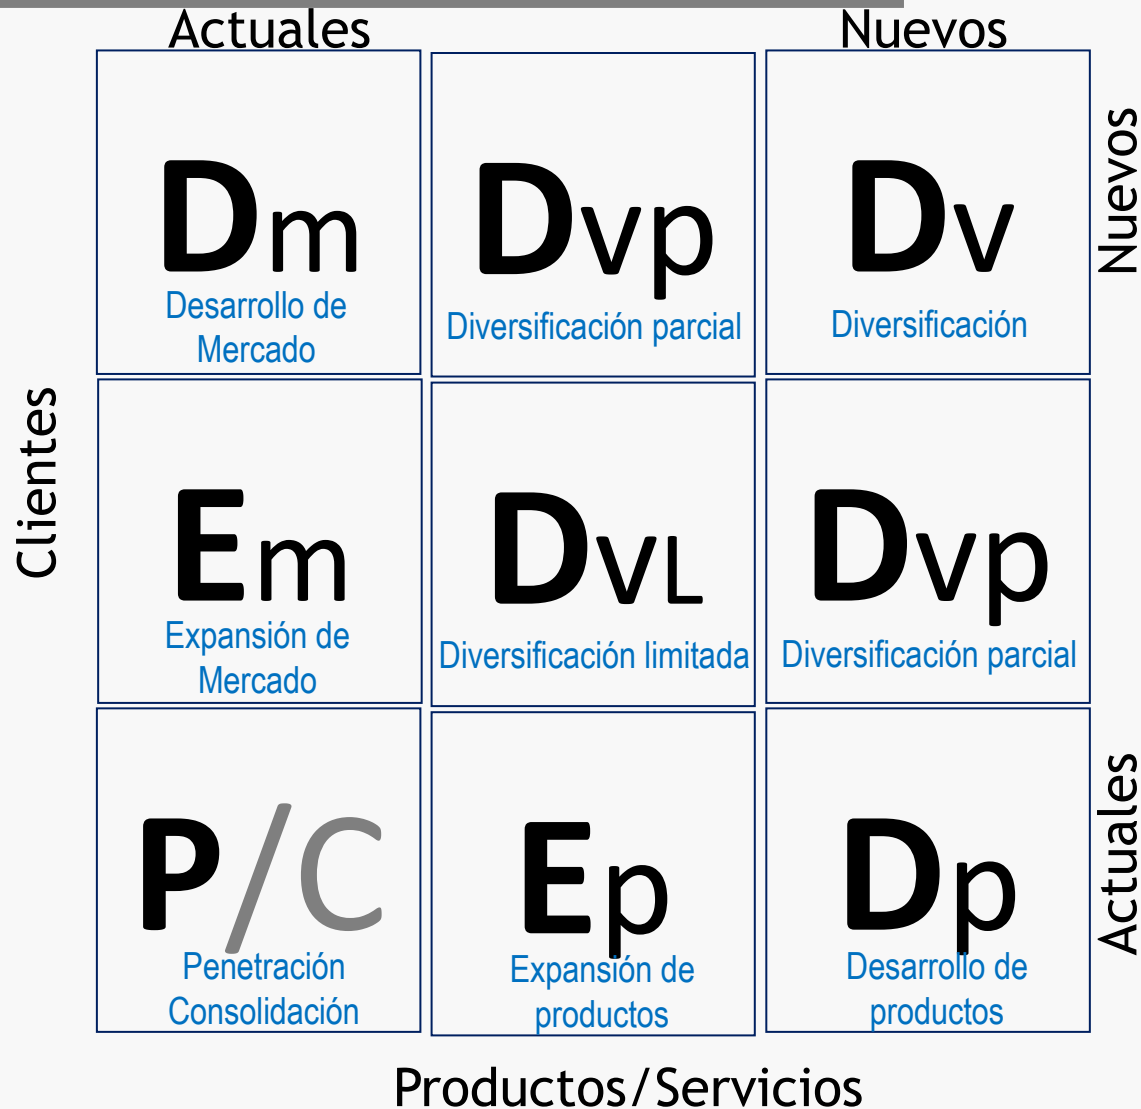 Actuales
Nuevos
Nuevos
Dm
Desarrollo de
Mercado
Dvp
Diversificación parcial
Dv
Diversificación
Clientes
Em
Expansión de
Mercado
DvL
Diversificación limitada
Dvp
Diversificación parcial
P/C
Penetración
Consolidación
Ep
Expansión de
productos
Dp
Desarrollo de
productos
Actuales
Productos/Servicios